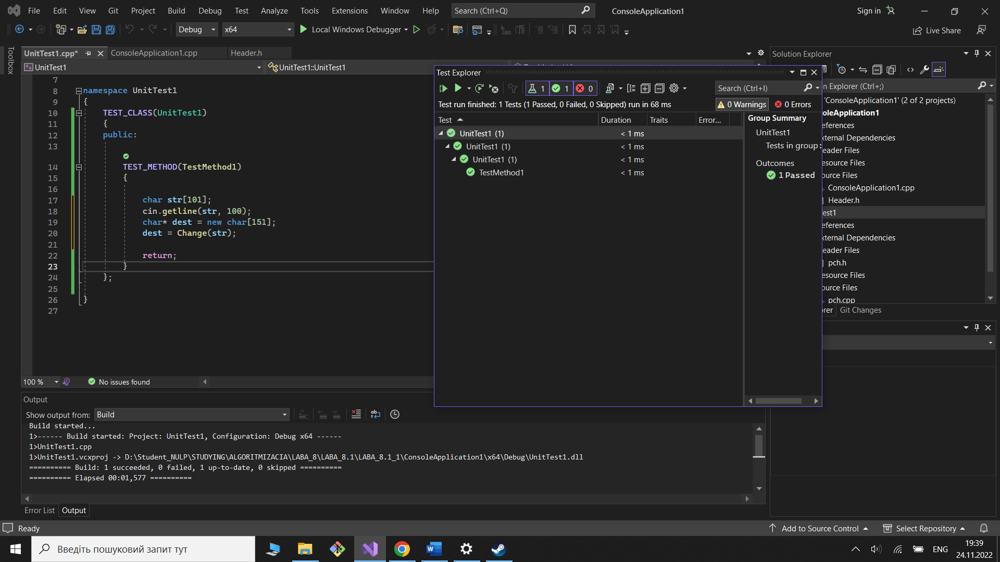 File Edit View Git Project Build Debug Test Analyze Tools Extensions Window Help Search (Ctrl+Q) ConsoleApplication1 Sign in
Debug x64 Local Windows Debugger Live Share
Toolbox
UnitTest1.cpp* ConsoleApplication1.cpp Header.h
UnitTest1 UnitTest1::UnitTest1
7
8 namespace UnitTest1
9 {
10 TEST_CLASS(UnitTest1)
11 {
12 public:
13
14 TEST_METHOD(TestMethod1)
15 {
16
17 char str[101];
18 cin.getline(str, 100);
19 char* dest = new char[151];
20 dest = Change(str);
21
22 return;
23 }
24 };
25
26 }
27
100 % No issues found
Test Explorer
1 1 0 Search (Ctrl+I)
Test run finished: 1 Tests (1 Passed, 0 Failed, 0 Skipped) run in 68 ms 0 Warnings 0 Errors
Test Duration Traits Error...
UnitTest1 (1) < 1 ms
UnitTest1 (1) < 1 ms
UnitTest1 (1) < 1 ms
TestMethod1 < 1 ms
Group Summary
UnitTest1
Tests in group:
Outcomes
1 Passed
Solution Explorer
n Explorer (Ctrl+;)
'ConsoleApplication1' (2 of 2 projects)
oleApplication1
eferences
xternal Dependencies
eader Files
esource Files
ource Files
ConsoleApplication1.cpp
Header.h
est1
eferences
xternal Dependencies
eader Files
pch.h
esource Files
ource Files
pch.cpp
rer Git Changes
Output
Show output from: Build
Build started...
1>------ Build started: Project: UnitTest1, Configuration: Debug x64 ------
1>UnitTest1.cpp
1>UnitTest1.vcxproj -> D:\Student_NULP\STUDYING\ALGORITMIZACIA\LABA_8\LABA_8.1\LABA_8.1_1\ConsoleApplication1\x64\Debug\UnitTest1.dll
========== Build: 1 succeeded, 0 failed, 1 up-to-date, 0 skipped ==========
========== Elapsed 00:01,577 ==========
Error List Output
Ready Add to Source Control Select Repository
Введіть пошуковий запит тут ENG 19:39
24.11.2022